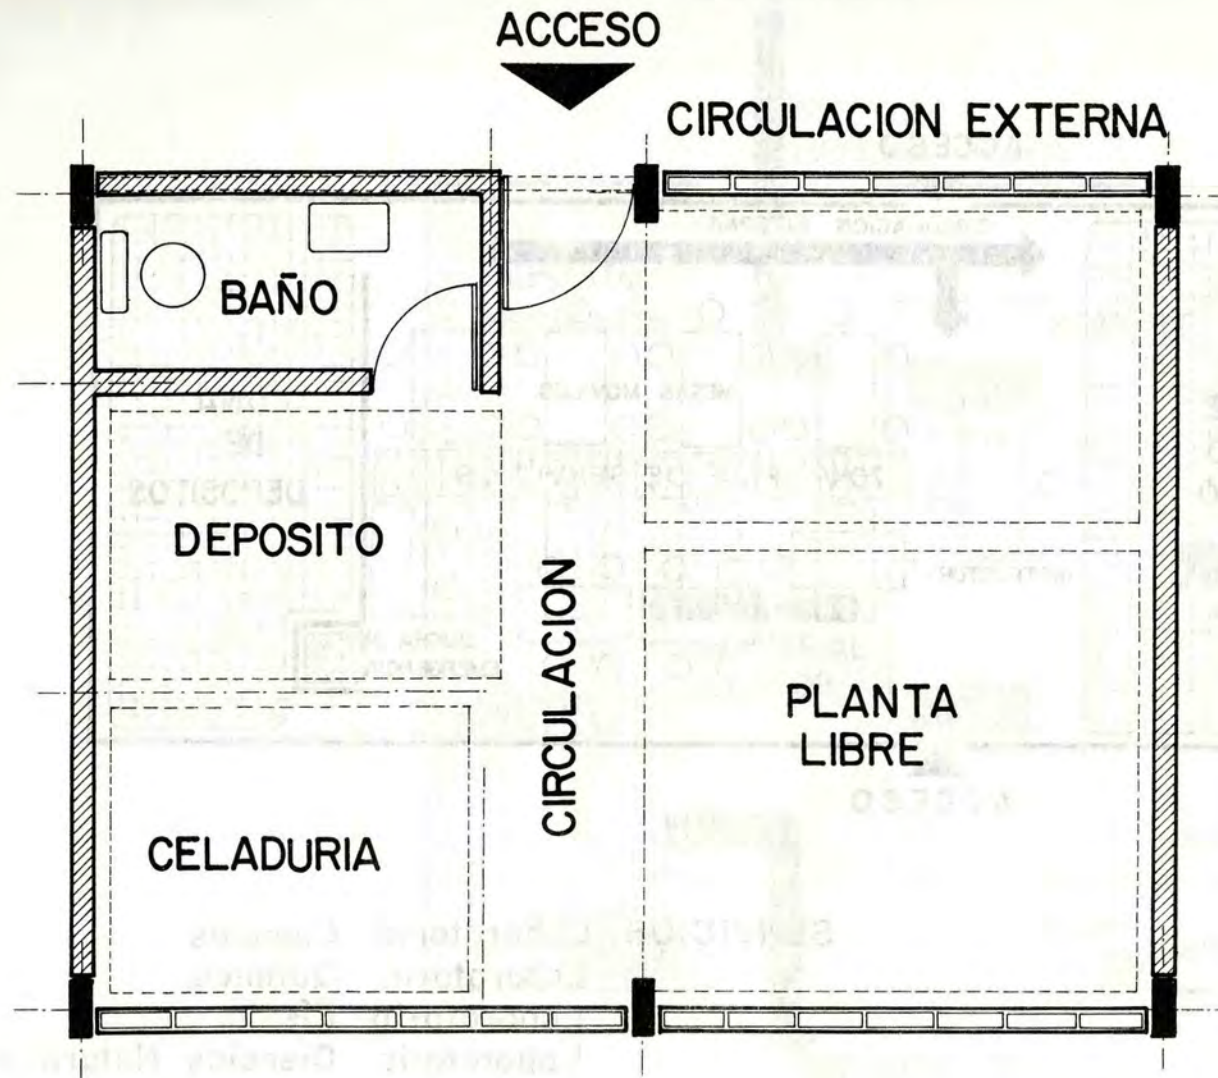 ACCESO
CIRCULACION EXTERNA
BAÑO
DEPOSITO
CIRCULACION
PLANTA
LIBRE
CELADURIA